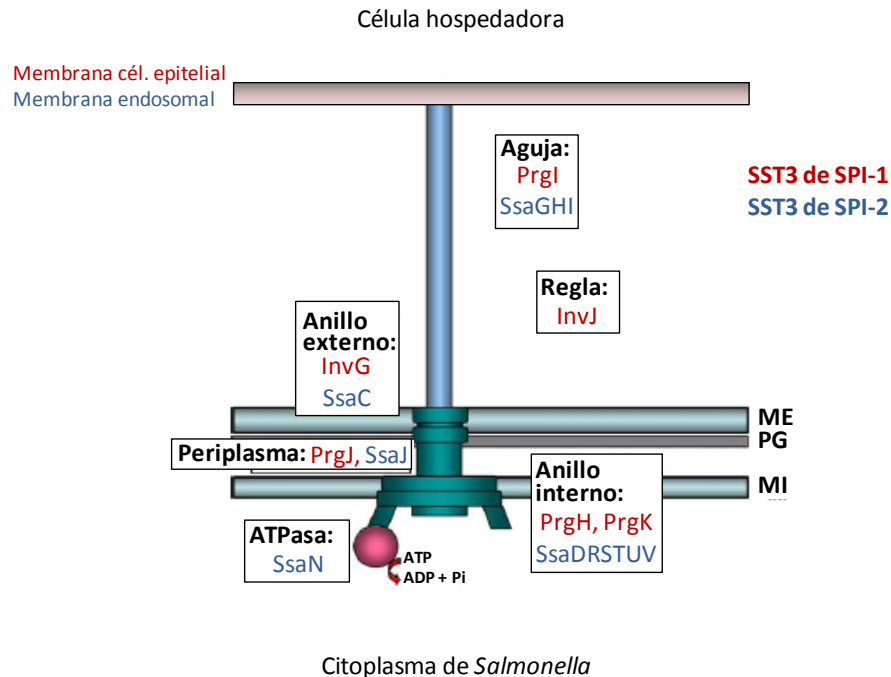 Célula hospedadora
Membrana cél. epitelial
Membrana endosomal
Aguja:
PrgI
SsaGHI
SST3 de SPI-1
SST3 de SPI-2
Regla:
InvJ
Anillo
externo:
InvG
SsaC
ME
PG
Periplasma: PrgJ, SsaJ
MI
Anillo
interno:
PrgH, PrgK
SsaDRSTUV
ATPasa:
SsaN
ATP
ADP + Pi
Citoplasma de Salmonella